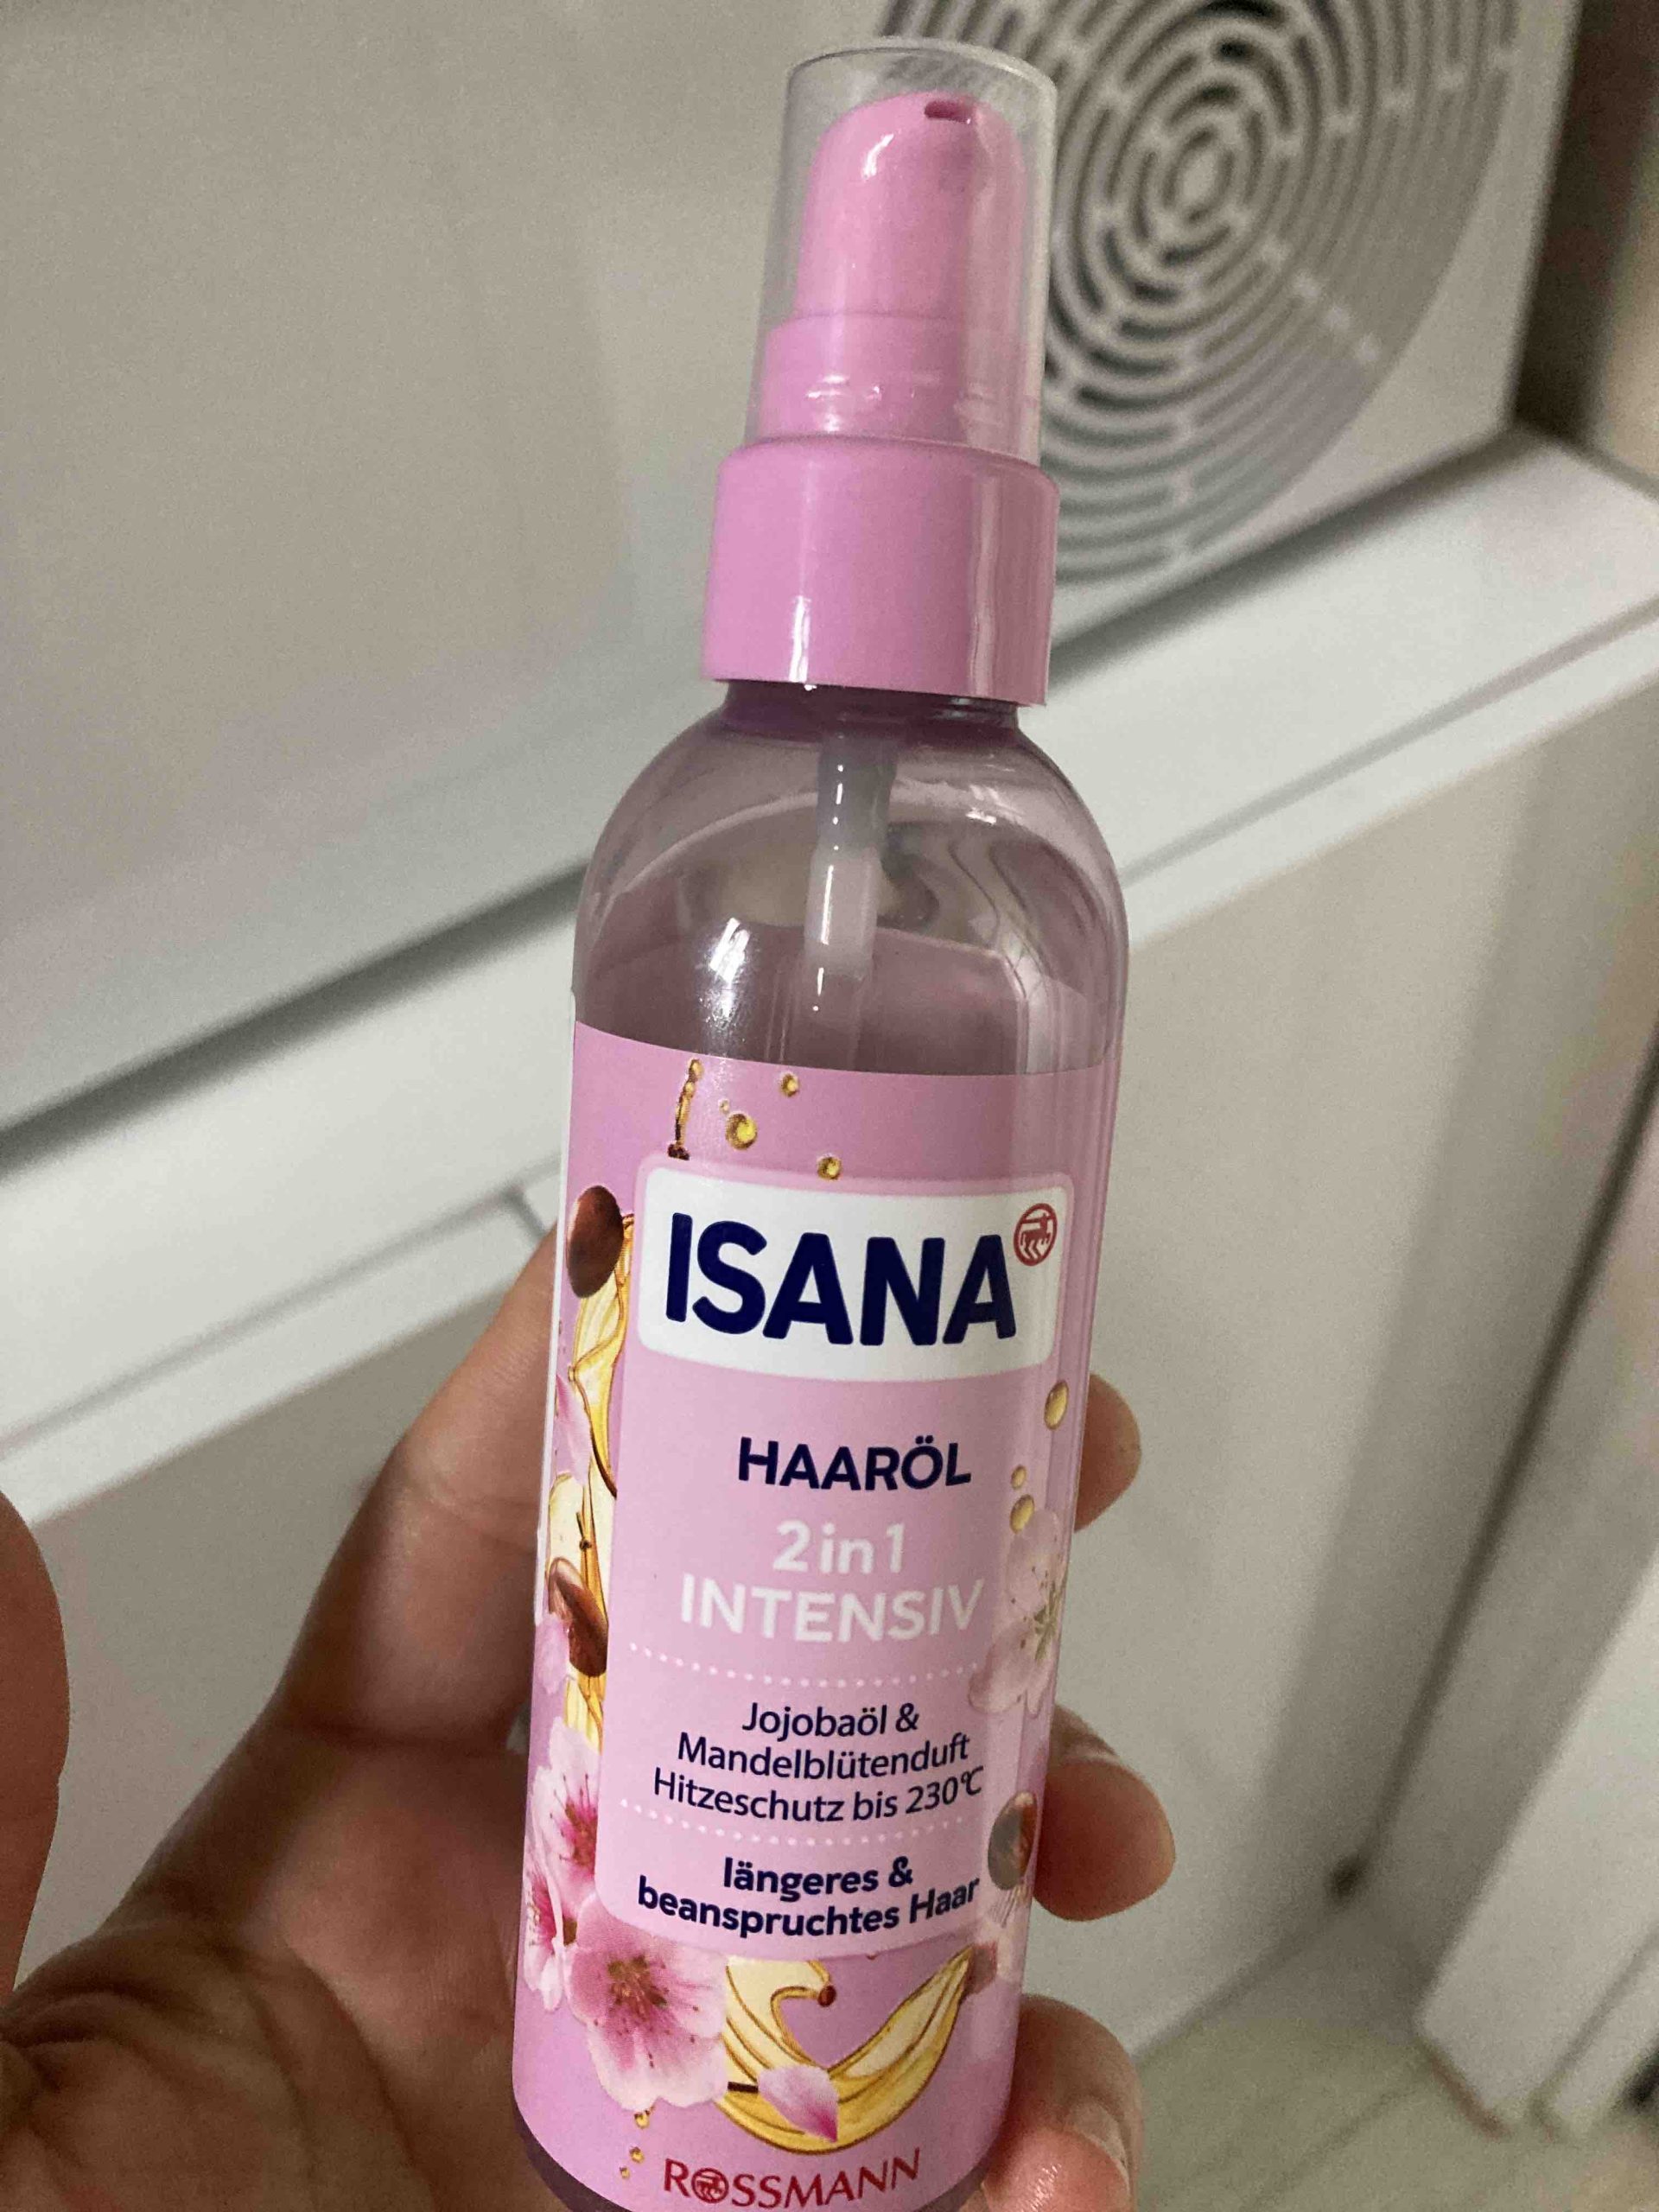 ISANA
HAARÖL
2in1
INTENSIV
Jojobaöl &
Mandelblütenduft
Hitzeschutz bis 230°C
längeres &
beanspruchtes Haar
ROSSMANN